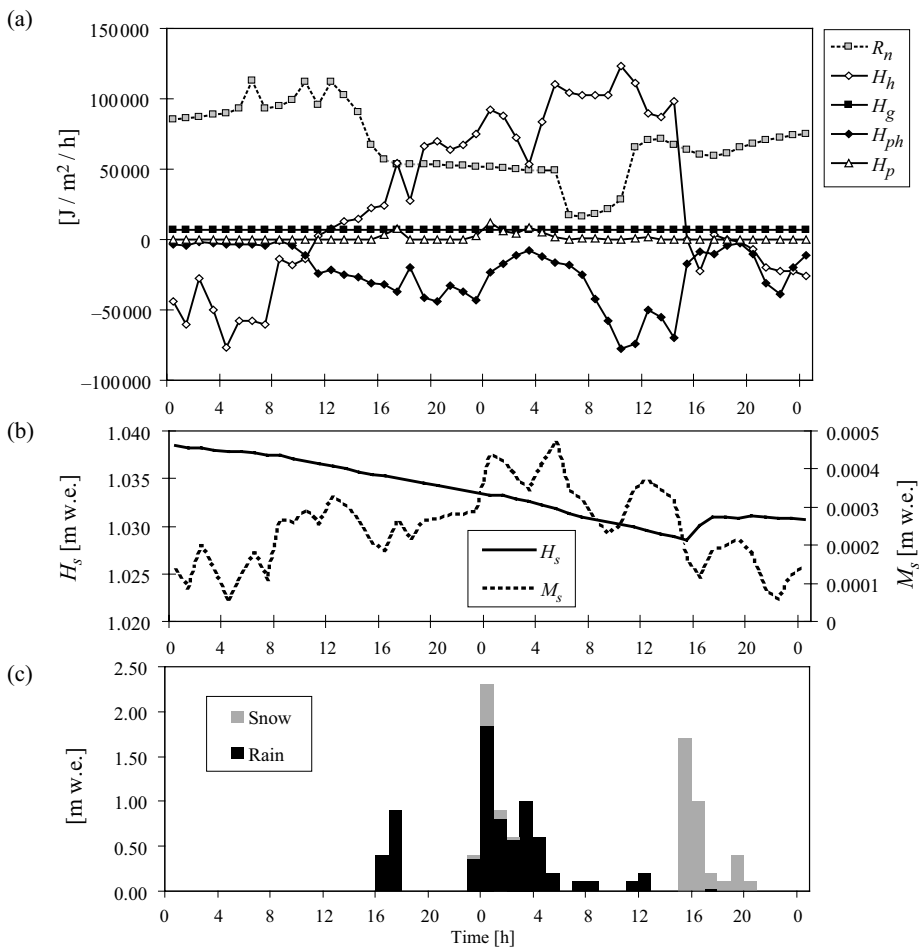 (a)
150 000
100 000
50 000
0
−50 000
−100 000
[J / m² / h]
0 4 8 12 16 20 0 4 8 12 16 20 0
R_n
H_h
H_g
H_ph
H_p
(b)
1.040
1.035
1.030
1.025
1.020
H_s [m w.e.]
0.0005
0.0004
0.0003
0.0002
0.0001
0
M_s [m w.e.]
H_s
M_s
0 4 8 12 16 20 0 4 8 12 16 20 0
(c)
2.50
2.00
1.50
1.00
0.50
0.00
[m w.e.]
Snow
Rain
0 4 8 12 16 20 0 4 8 12 16 20 0
Time [h]